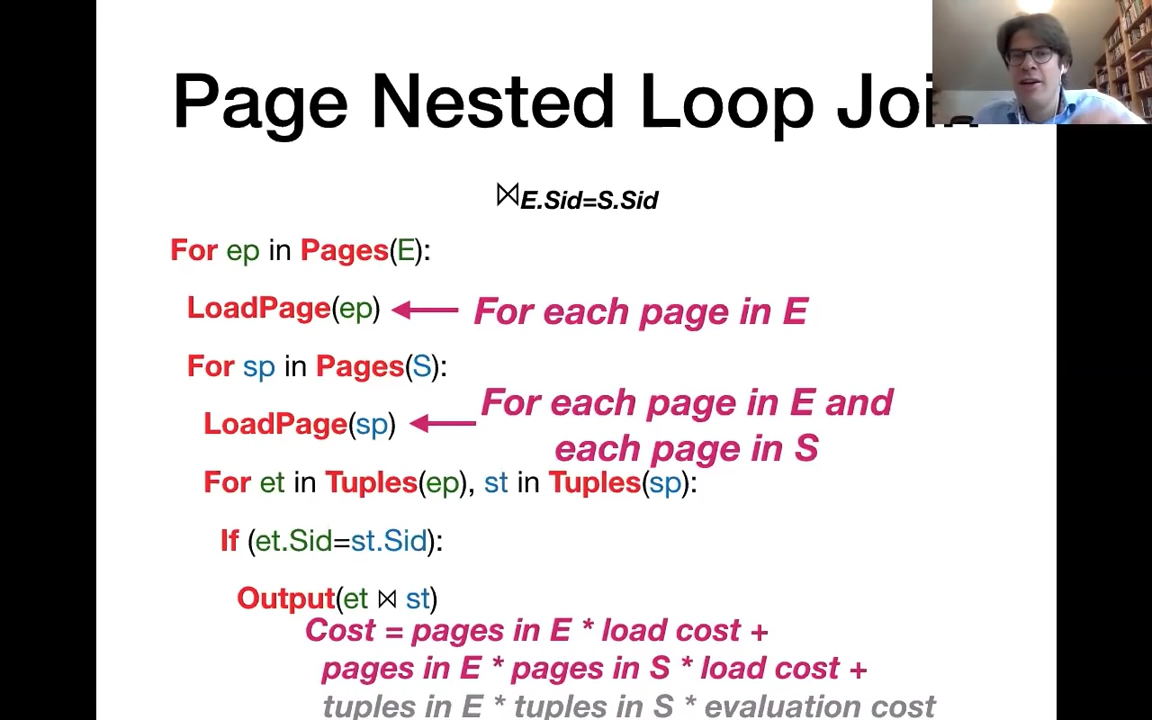 Page Nested Loop Join
⋈E.Sid=S.Sid
For ep in Pages(E):
LoadPage(ep)
For each page in E
For sp in Pages(S):
For each page in E and
LoadPage(sp)
each page in S
For et in Tuples(ep), st in Tuples(sp):
If (et.Sid=st.Sid):
Output(et ⋈ st)
Cost = pages in E * load cost +
pages in E * pages in S * load cost +
tuples in E * tuples in S * evaluation cost